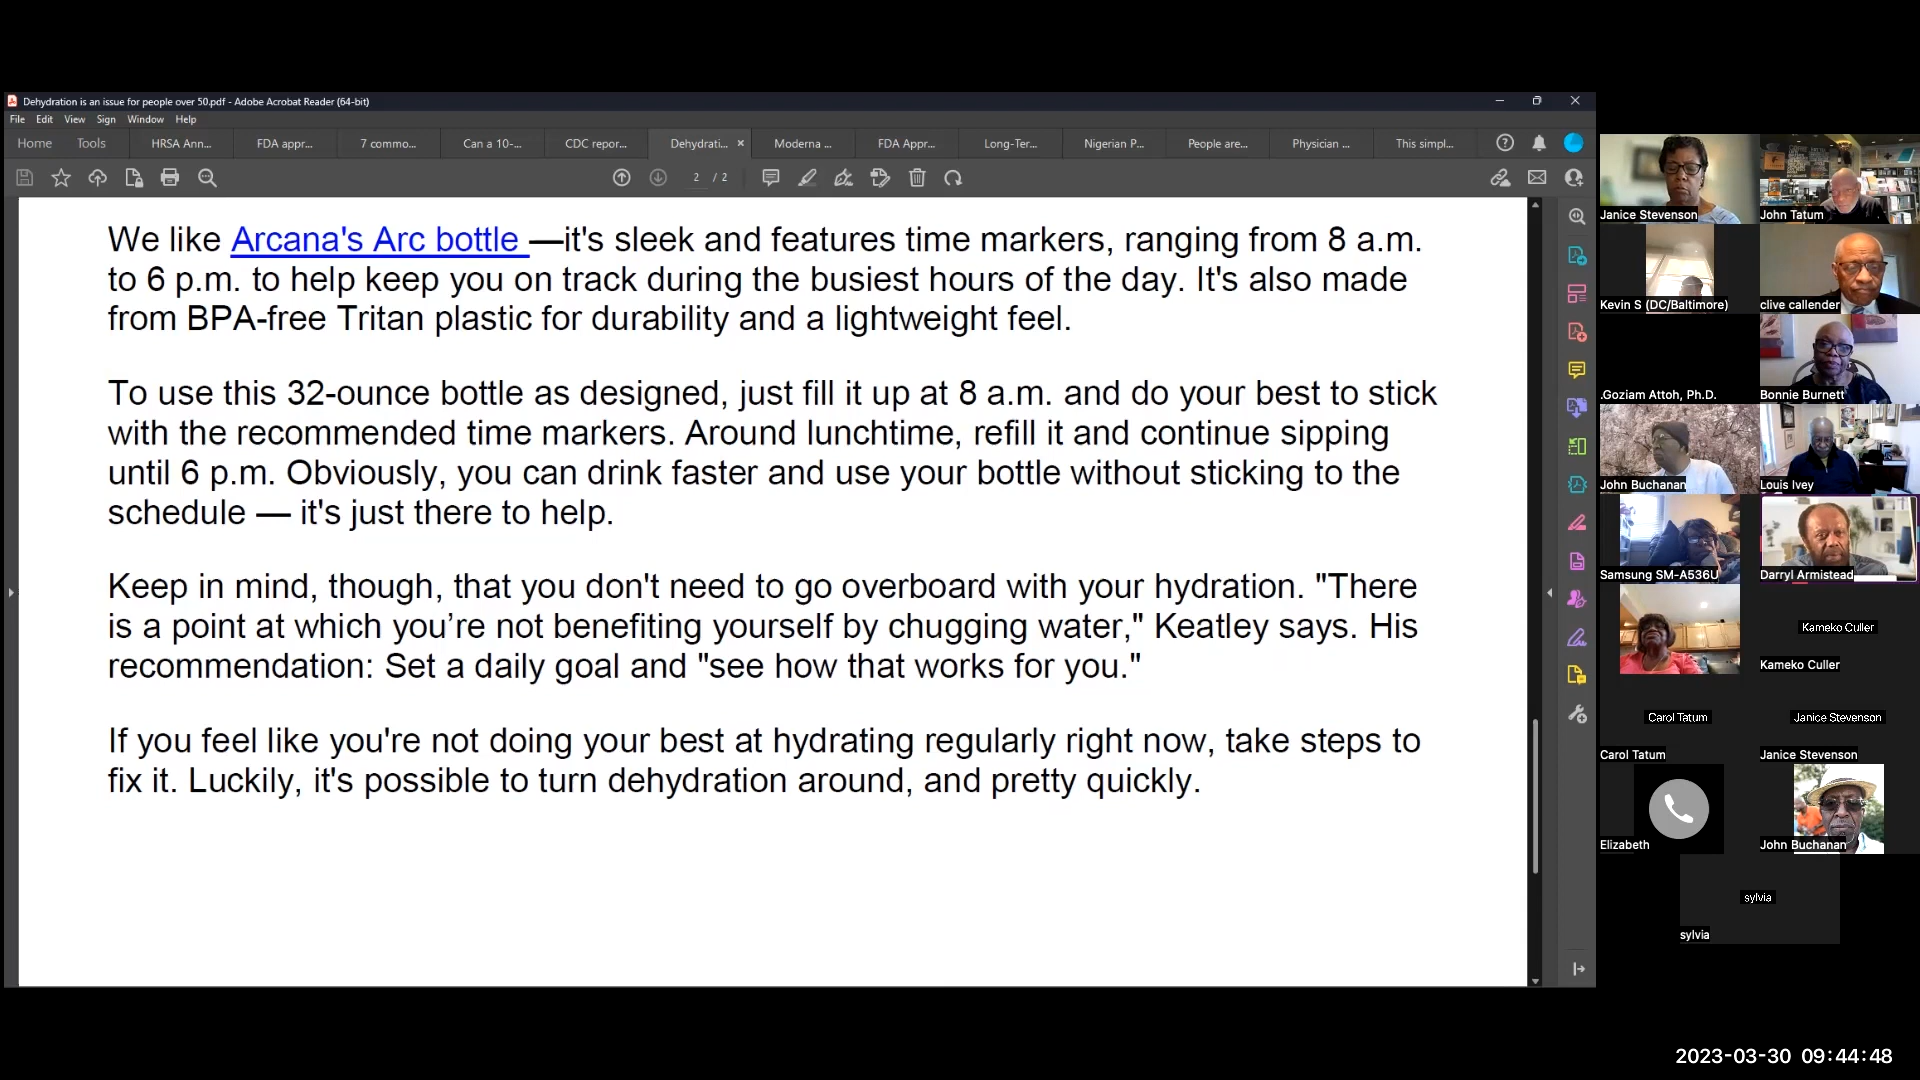 Dehydration is an issue for people over 50.pdf - Adobe Acrobat Reader (64-bit)
File Edit View Sign Window Help
Home Tools HRSA Ann... FDA appr... 7 commo... Can a 10-... CDC repor... Dehydrati... × Moderna ... FDA Appr... Long-Ter... Nigerian P... People are... Physician ... This simpl...
2 / 2
We like Arcana's Arc bottle —it's sleek and features time markers, ranging from 8 a.m.
to 6 p.m. to help keep you on track during the busiest hours of the day. It's also made
from BPA-free Tritan plastic for durability and a lightweight feel.
To use this 32-ounce bottle as designed, just fill it up at 8 a.m. and do your best to stick
with the recommended time markers. Around lunchtime, refill it and continue sipping
until 6 p.m. Obviously, you can drink faster and use your bottle without sticking to the
schedule — it's just there to help.
Keep in mind, though, that you don't need to go overboard with your hydration. "There
is a point at which you’re not benefiting yourself by chugging water," Keatley says. His
recommendation: Set a daily goal and "see how that works for you."
If you feel like you're not doing your best at hydrating regularly right now, take steps to
fix it. Luckily, it's possible to turn dehydration around, and pretty quickly.
Janice Stevenson
John Tatum
Kevin S (DC/Baltimore)
clive callender
.Goziam Attoh, Ph.D.
Bonnie Burnett
John Buchanan
Louis Ivey
Samsung SM-A536U
Darryl Armistead
Kameko Culler
Kameko Culler
Carol Tatum
Janice Stevenson
Carol Tatum
Janice Stevenson
Elizabeth
John Buchanan
sylvia
sylvia
2023-03-30 09:44:48